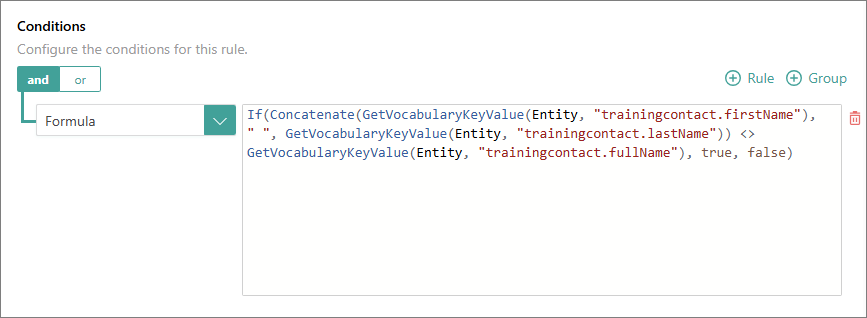 Conditions
Configure the conditions for this rule.
and or
Rule Group
Formula
If(Concatenate(GetVocabularyKeyValue(Entity, "trainingcontact.firstName"),
" ", GetVocabularyKeyValue(Entity, "trainingcontact.lastName")) <>
GetVocabularyKeyValue(Entity, "trainingcontact.fullName"), true, false)